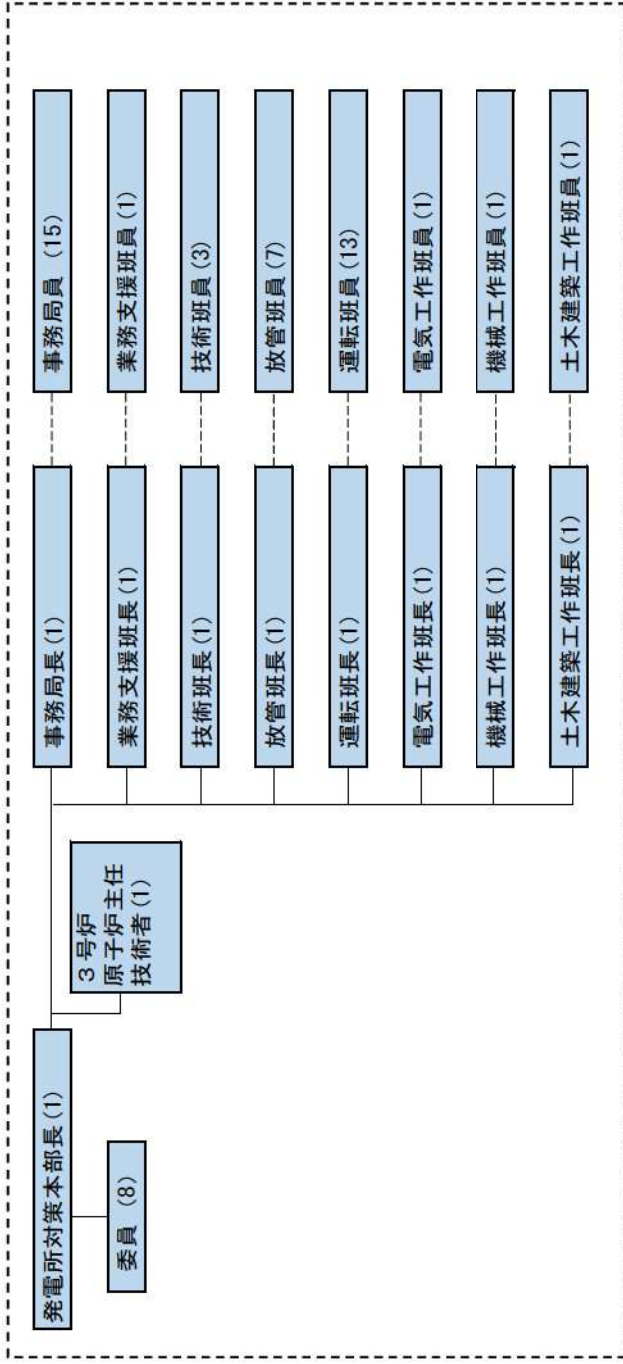 発電所対策本部長(1)
委員 (8)
３号炉
原子炉主任
技術者(1)
事務局長(1)
事務局員 (15)
業務支援班長(1)
業務支援班員(1)
技術班長(1)
技術班員(3)
放管班長(1)
放管班員(7)
運転班長(1)
運転班員(13)
電気工作班長(1)
電気工作班員(1)
機械工作班長(1)
機械工作班員(1)
土木建築工作班長(1)
土木建築工作班員(1)